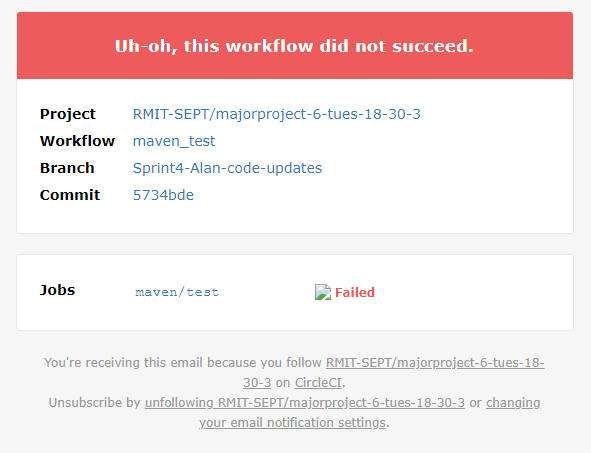 Uh-oh, this workflow did not succeed.
Project RMIT-SEPT/majorproject-6-tues-18-30-3
Workflow maven_test
Branch Sprint4-Alan-code-updates
Commit 5734bde
Jobs maven/test Failed
You're receiving this email because you follow RMIT-SEPT/majorproject-6-tues-18-
30-3 on CircleCI.
Unsubscribe by unfollowing RMIT-SEPT/majorproject-6-tues-18-30-3 or changing
your email notification settings.